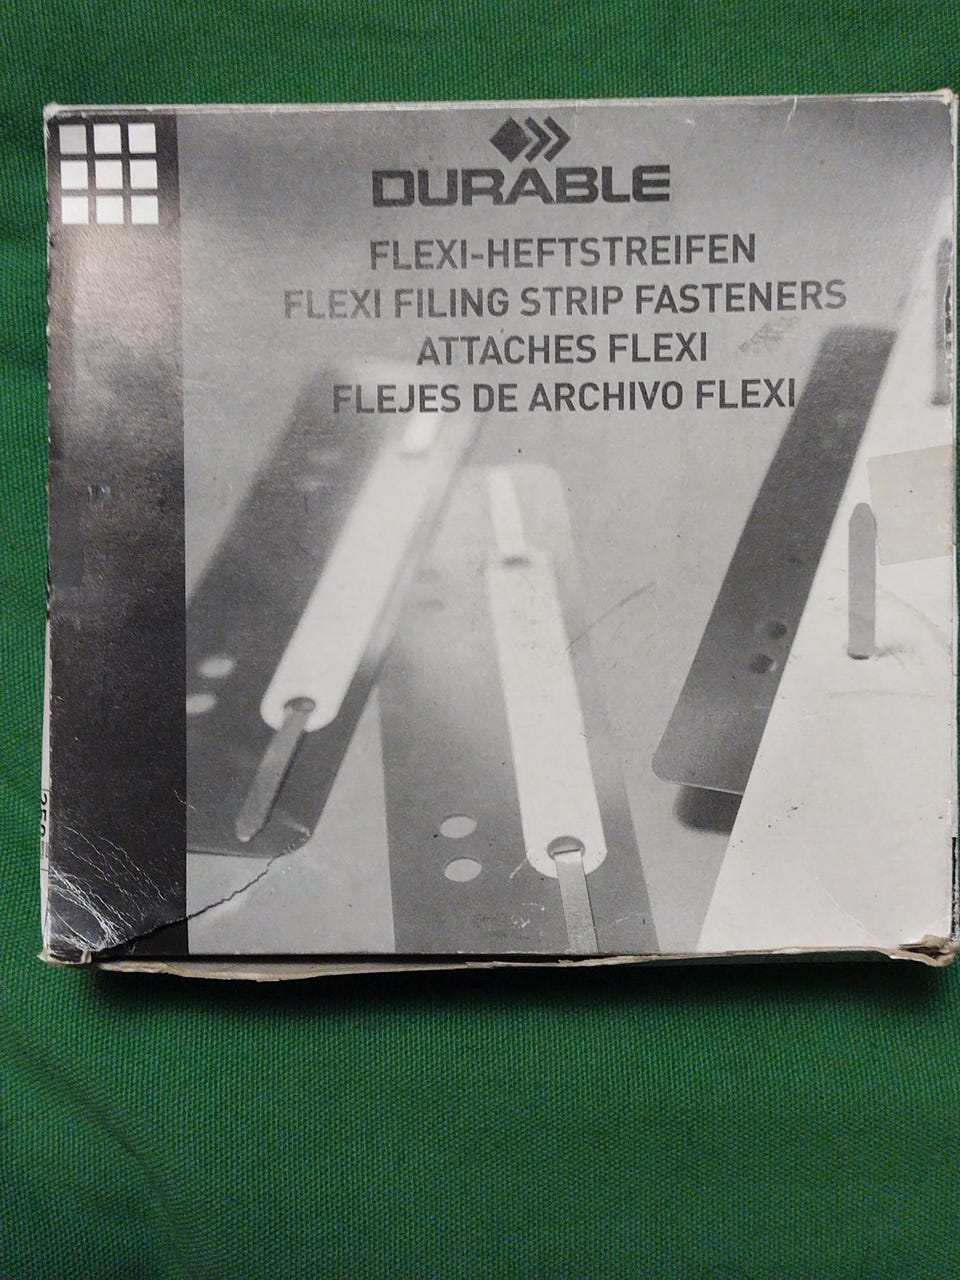 DURABLE
FLEXI-HEFTSTREIFEN
FLEXI FILING STRIP FASTENERS
ATTACHES FLEXI
FLEJES DE ARCHIVO FLEXI